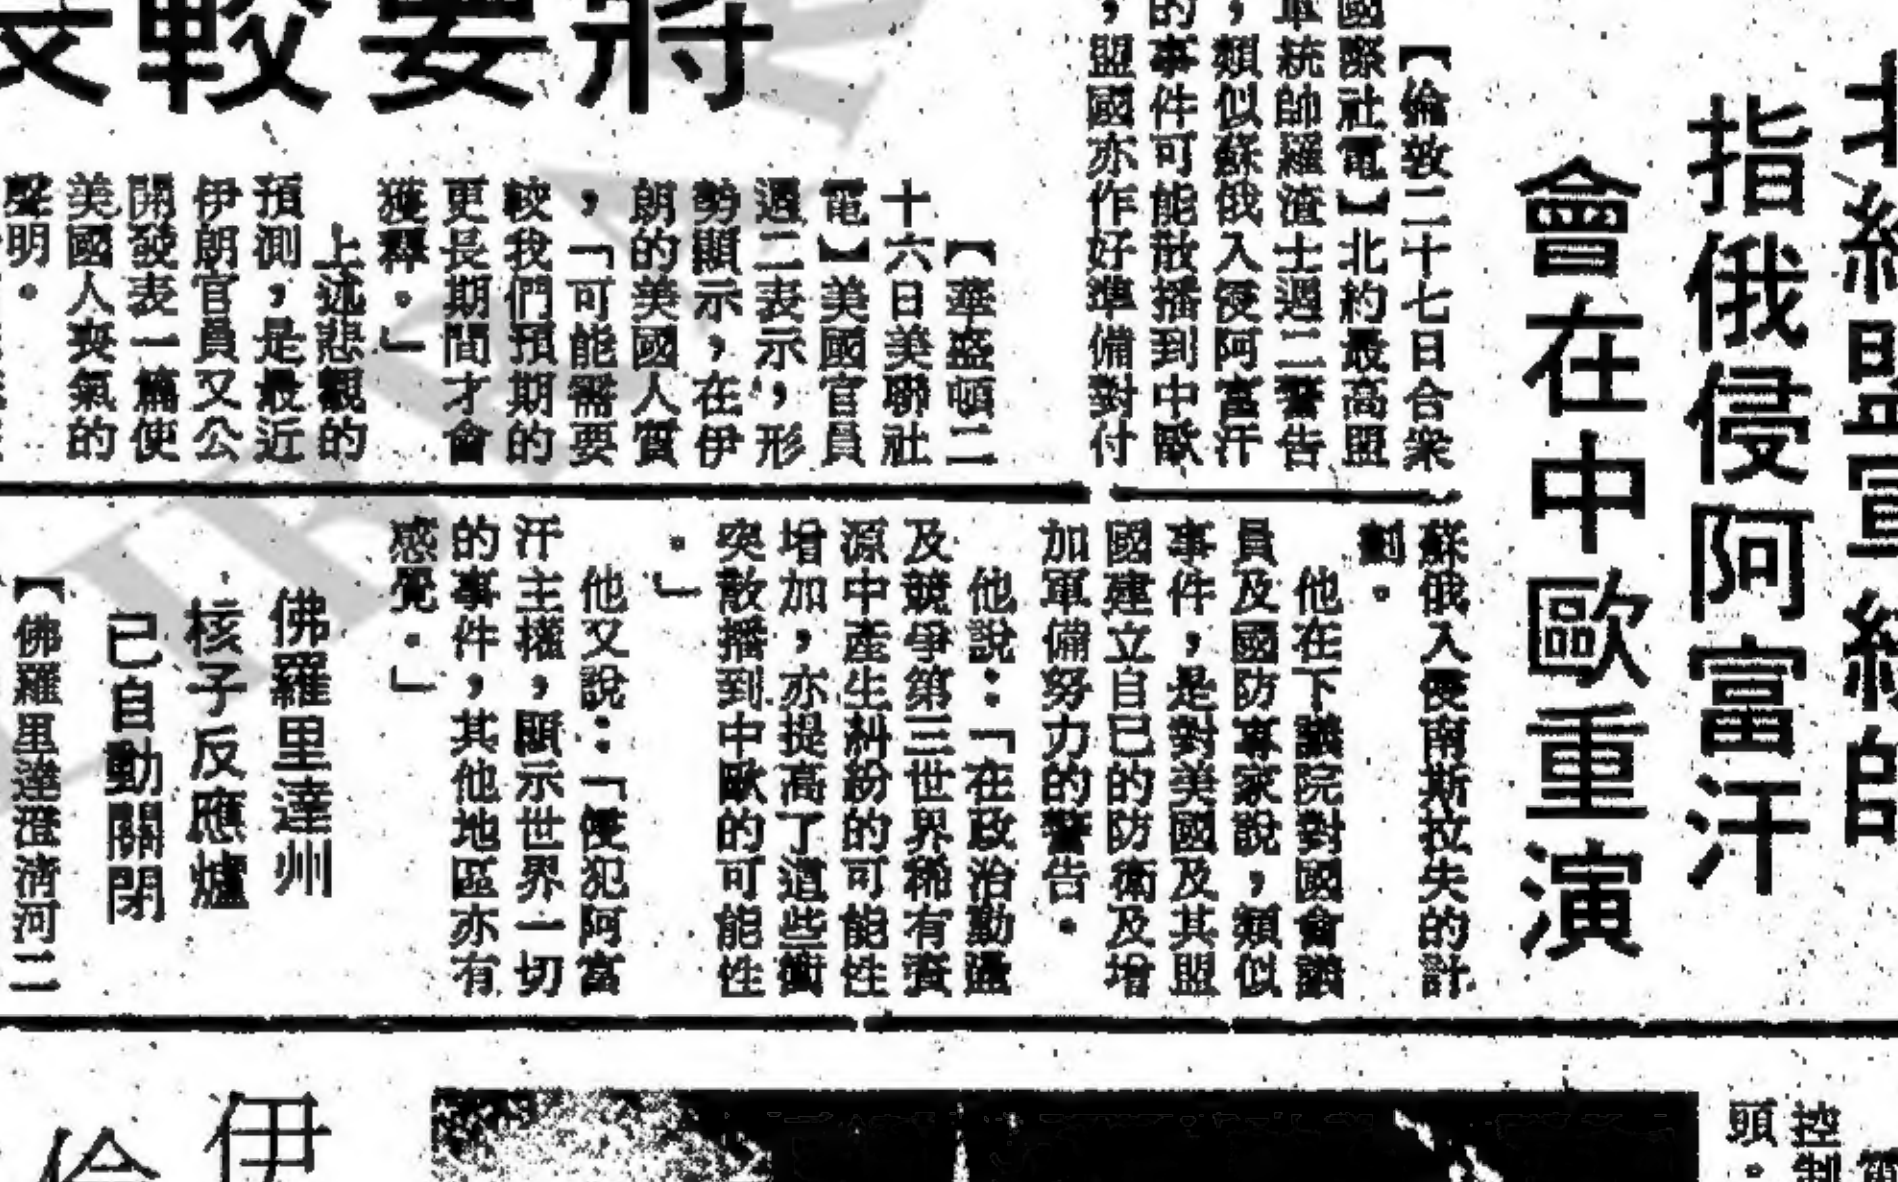 指俄侵阿富汗
會在中歐重演
【倫敦二十七日合衆
國際社電】北約最高盟
軍統帥羅渣士週二警告
，類似蘇俄入侵阿富汗
的事件可能散播到中歐
，盟國亦作好準備對付
蘇俄入侵南斯拉夫的計
劃。
他在下議院對國會議
員及國防專家說，類似
事件，是對美國及其盟
國建立自已的防衛及增
加軍備努力的警告。
他說：「在政治動盪
及競爭第三世界稀有資
源中產生糾紛的可能性
增加，亦提高了這些衝
突散播到中歐的可能性
。」
他又說：「侵犯阿富
汗主權，顯示世界一切
的事件，其他地區亦有
感覺。」
將要較長
【華盛頓二
十六日美聯社
電】美國官員
週二表示，形
勢顯示，在伊
朗的美國人質
，「可能需要
較我們預期的
更長期間才會
獲釋。」
上述悲觀的
預測，是最近
伊朗官員又公
開發表一篇使
美國人喪氣的
聲明。
佛羅里達州
核子反應爐
已自動關閉
【佛羅里達澄清河二
控制
頭。
伊